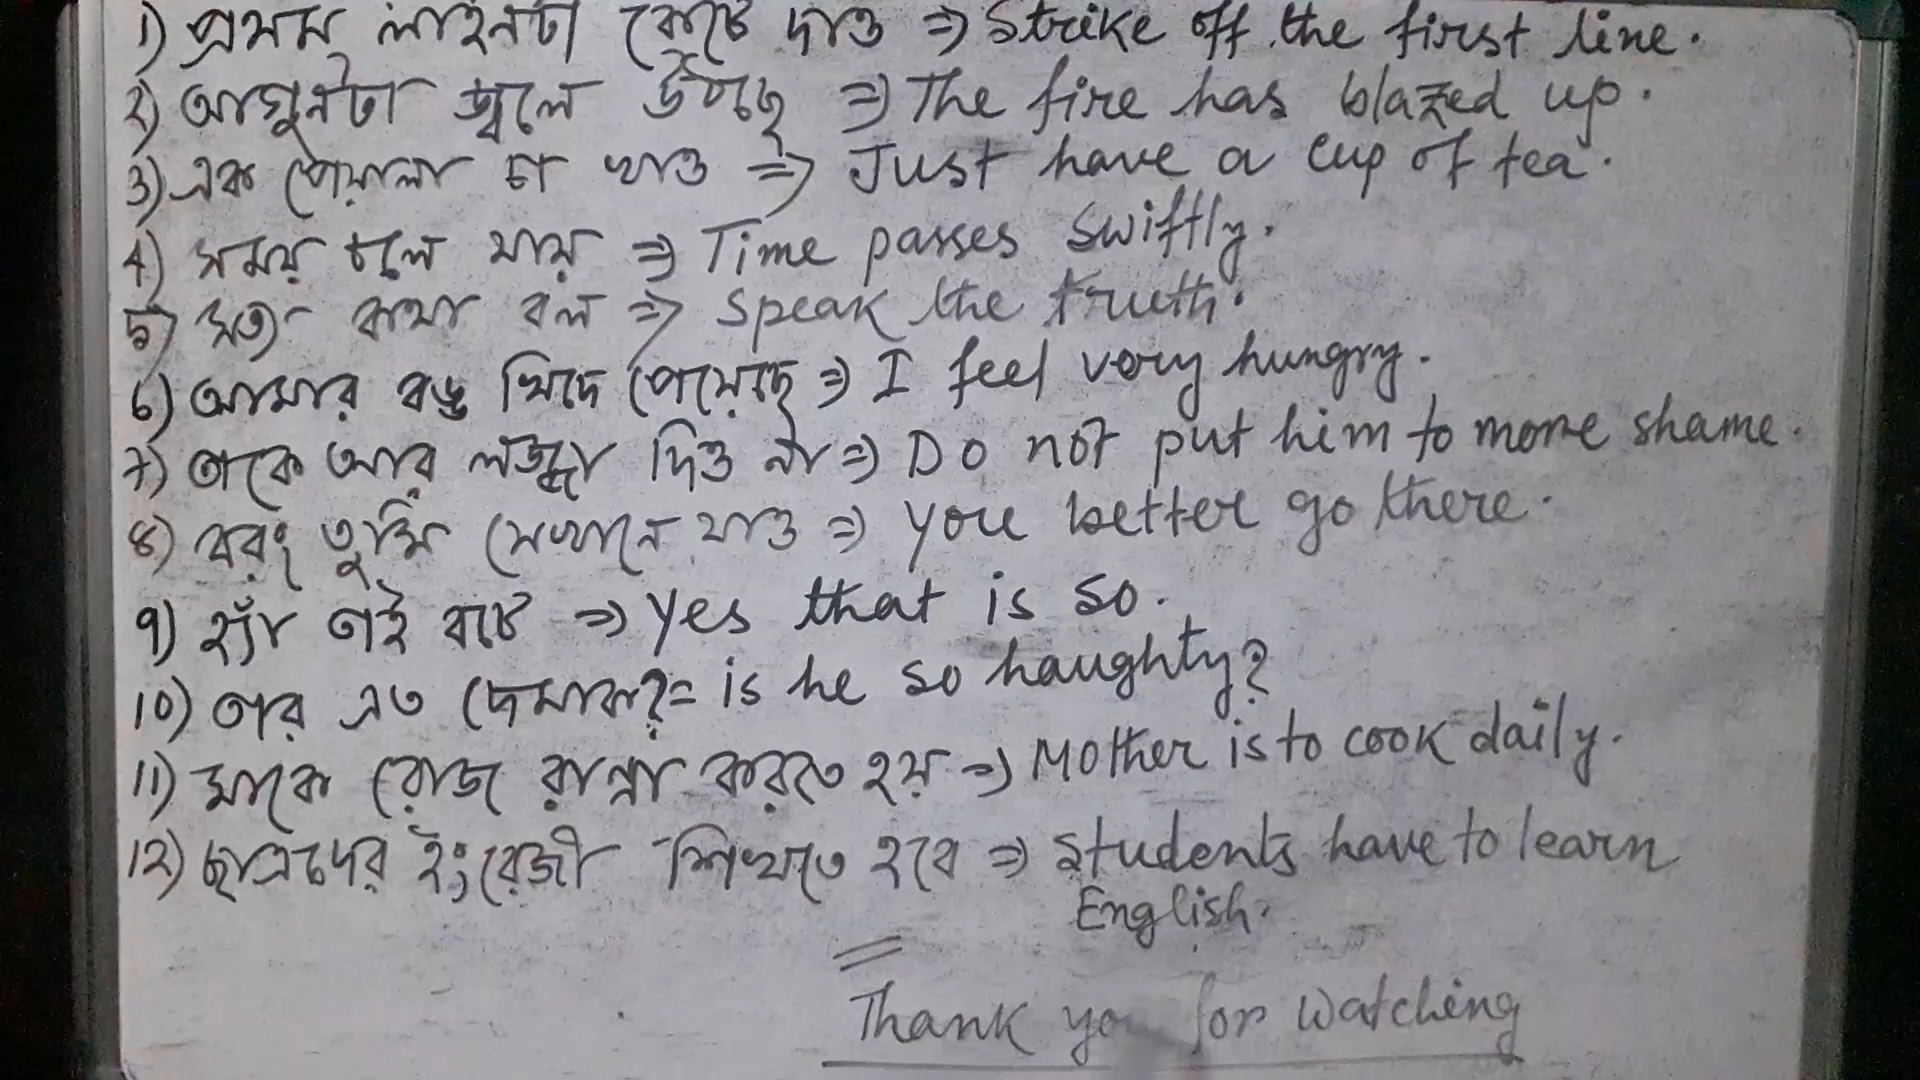 1) প্রথম লাইনটা কেটে দাও => Strike off the first line.
2) আগুনটা জ্বলে উঠছে => The fire has blazed up.
3) এক পেয়ালা চা খাও => Just have a cup of tea.
4) সময় চলে যায় => Time passes swiftly.
5) সত্য কথা বল => Speak the truth.
6) আমার বড্ড খিদে পেয়েছে => I feel very hungry.
7) তাকে আর লজ্জা দিও না => Do not put him to more shame.
8) বরং তুমি সেখানে যাও => You better go there.
9) হ্যাঁ তাই বটে => Yes that is so.
10) তার এত দেমাক? = is he so haughty?
11) মাকে রোজ রান্না করতে হয় => Mother is to cook daily.
12) ছাত্রদের ইংরেজী শিখতে হবে => Students have to learn
English.
Thank you for Watching